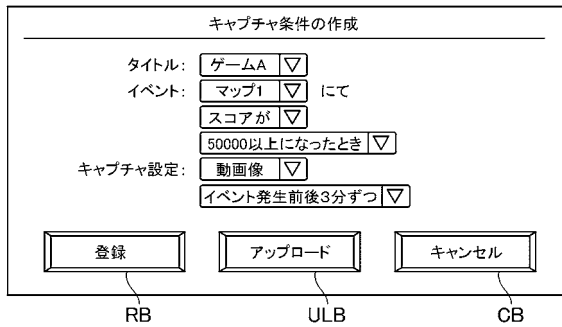 キャプチャ条件の作成
タイトル: ゲームA ▽
イベント: マップ1 ▽ にて
スコアが ▽
50000以上になったとき ▽
キャプチャ設定: 動画像 ▽
イベント発生前後3分ずつ ▽
登録 アップロード キャンセル
RB ULB CB